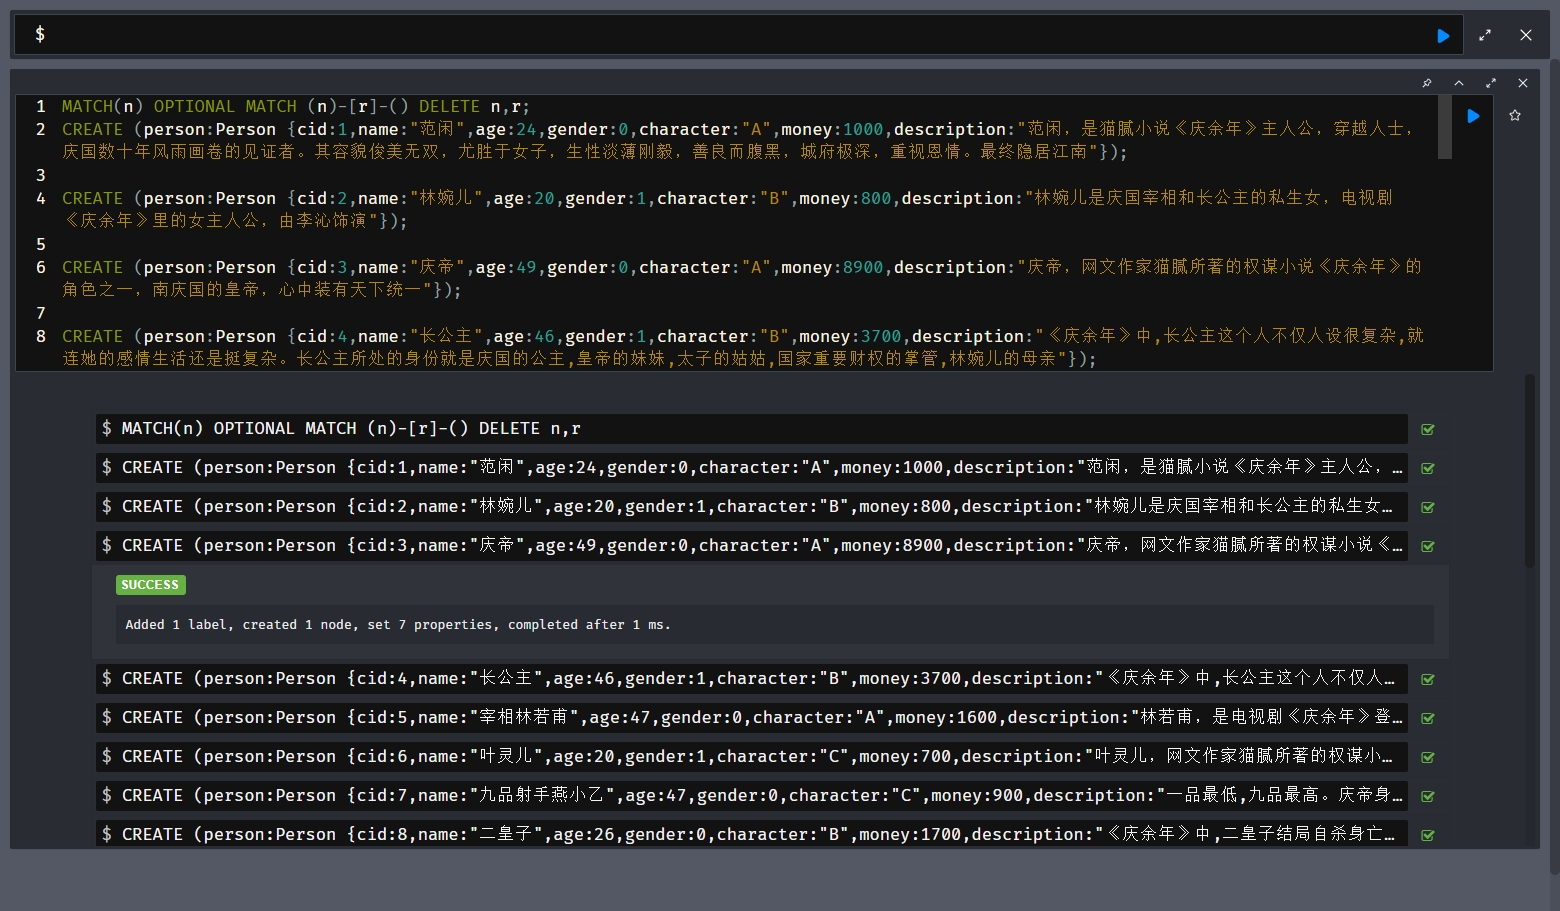 $
1 MATCH(n) OPTIONAL MATCH (n)-[r]-() DELETE n,r;
2 CREATE (person:Person {cid:1,name:"范闲",age:24,gender:0,character:"A",money:1000,description:"范闲，是猫腻小说《庆余年》主人公，穿越人士，
庆国数十年风雨画卷的见证者。其容貌俊美无双，尤胜于女子，生性淡薄刚毅，善良而腹黑，城府极深，重视恩情。最终隐居江南"});
3
4 CREATE (person:Person {cid:2,name:"林婉儿",age:20,gender:1,character:"B",money:800,description:"林婉儿是庆国宰相和长公主的私生女，电视剧
《庆余年》里的女主人公，由李沁饰演"});
5
6 CREATE (person:Person {cid:3,name:"庆帝",age:49,gender:0,character:"A",money:8900,description:"庆帝，网文作家猫腻所著的权谋小说《庆余年》的
角色之一，南庆国的皇帝，心中装有天下统一"});
7
8 CREATE (person:Person {cid:4,name:"长公主",age:46,gender:1,character:"B",money:3700,description:"《庆余年》中,长公主这个人不仅人设很复杂,就
连她的感情生活还是挺复杂。长公主所处的身份就是庆国的公主,皇帝的妹妹,太子的姑姑,国家重要财权的掌管,林婉儿的母亲"});
$ MATCH(n) OPTIONAL MATCH (n)-[r]-() DELETE n,r
$ CREATE (person:Person {cid:1,name:"范闲",age:24,gender:0,character:"A",money:1000,description:"范闲，是猫腻小说《庆余年》主人公，…
$ CREATE (person:Person {cid:2,name:"林婉儿",age:20,gender:1,character:"B",money:800,description:"林婉儿是庆国宰相和长公主的私生女…
$ CREATE (person:Person {cid:3,name:"庆帝",age:49,gender:0,character:"A",money:8900,description:"庆帝，网文作家猫腻所著的权谋小说《…
SUCCESS
Added 1 label, created 1 node, set 7 properties, completed after 1 ms.
$ CREATE (person:Person {cid:4,name:"长公主",age:46,gender:1,character:"B",money:3700,description:"《庆余年》中,长公主这个人不仅人…
$ CREATE (person:Person {cid:5,name:"宰相林若甫",age:47,gender:0,character:"A",money:1600,description:"林若甫，是电视剧《庆余年》登…
$ CREATE (person:Person {cid:6,name:"叶灵儿",age:20,gender:1,character:"C",money:700,description:"叶灵儿，网文作家猫腻所著的权谋小…
$ CREATE (person:Person {cid:7,name:"九品射手燕小乙",age:47,gender:0,character:"C",money:900,description:"一品最低,九品最高。庆帝身…
$ CREATE (person:Person {cid:8,name:"二皇子",age:26,gender:0,character:"B",money:1700,description:"《庆余年》中,二皇子结局自杀身亡…